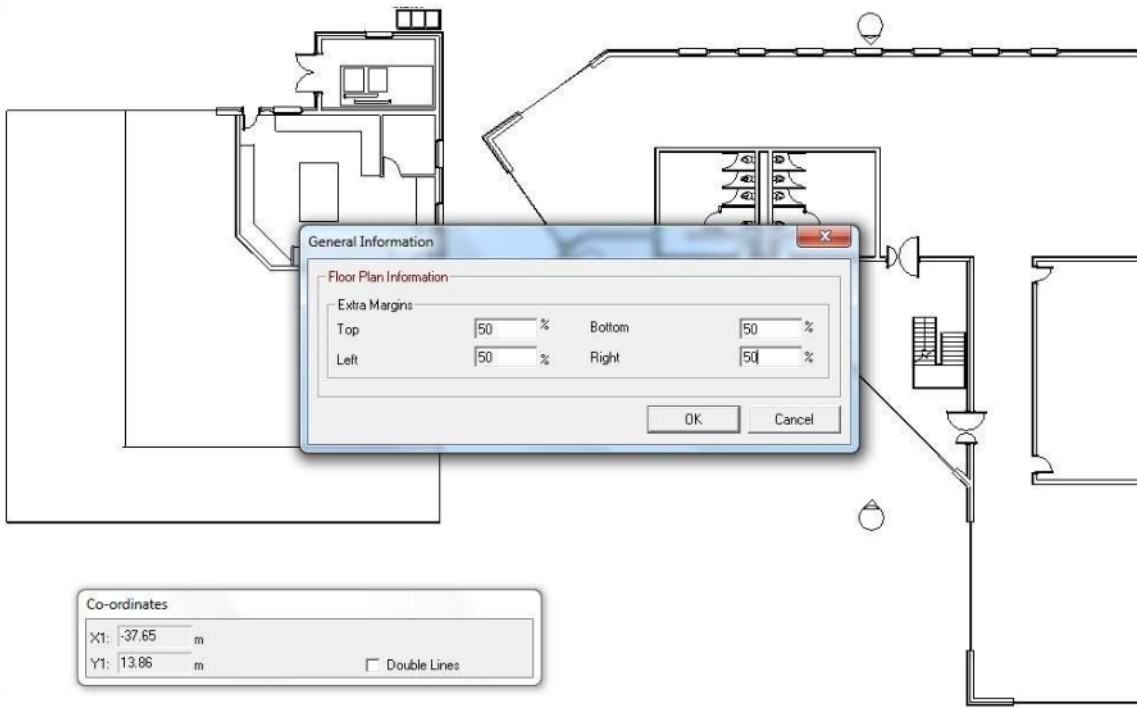 General Information
Floor Plan Information
Extra Margins
Top 50 % Bottom 50 %
Left 50 % Right 50 %
OK Cancel
Co-ordinates
X1: -37.65 m
Y1: 13.86 m Double Lines